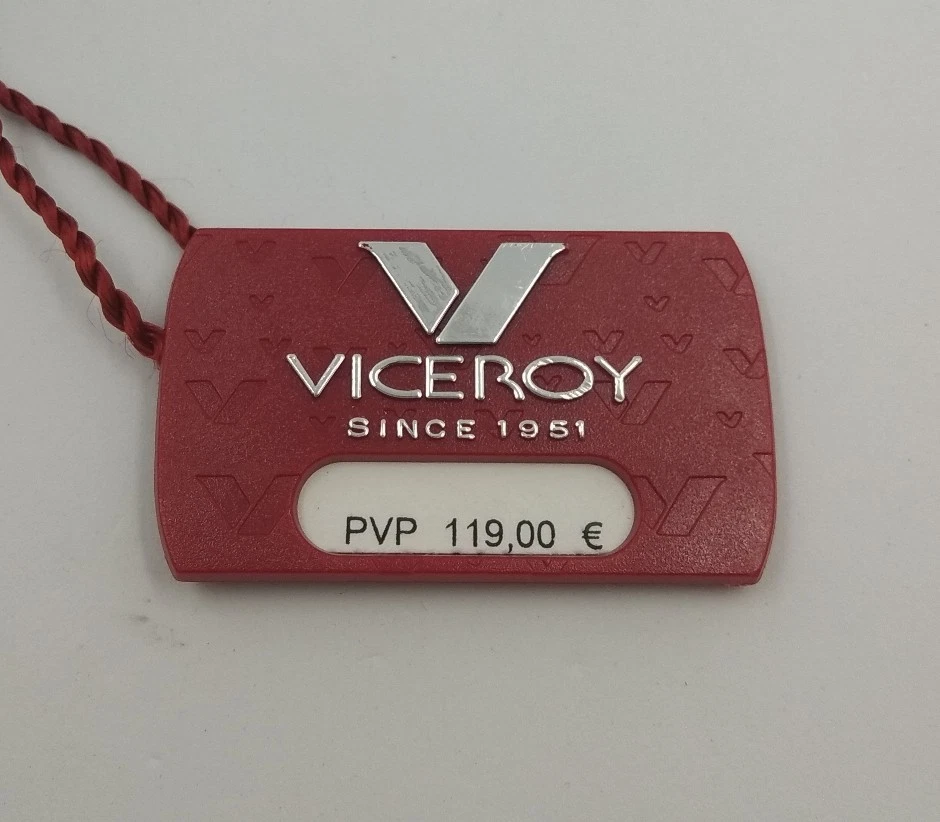 VICEROY
SINCE 1951
PVP 119,00 €